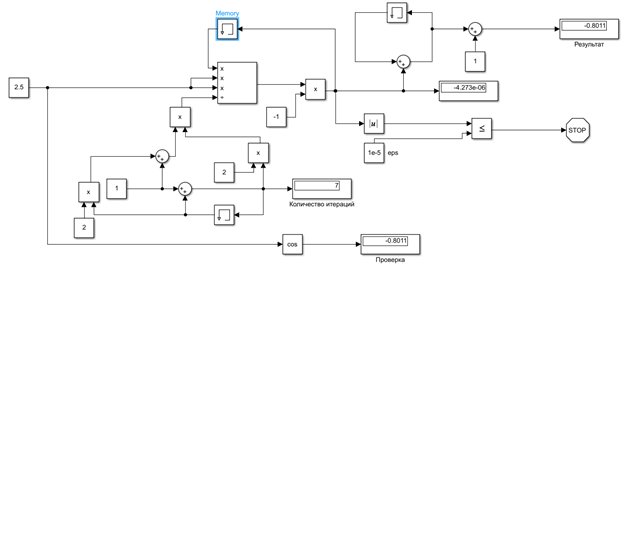 Memory
-0.8011
Результат
1
++
2.5
x
x
x
÷
x
-4.273e-06
-1
x
|u|
≤
STOP
1e-5
eps
++
2
x
x
1
++
7
Количество итераций
2
cos
-0.8011
Проверка